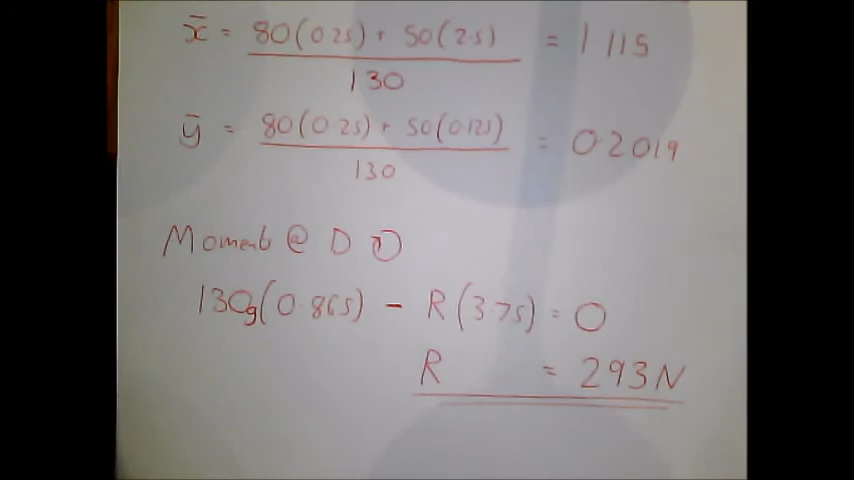 x̄ = 80(0.25) + 50(2.5) / 130 = 1.115
ȳ = 80(0.25) + 50(0.125) / 130 = 0.2019
Moments @ D ↻
130g(0.865) - R(3.75) = 0
R = 293N